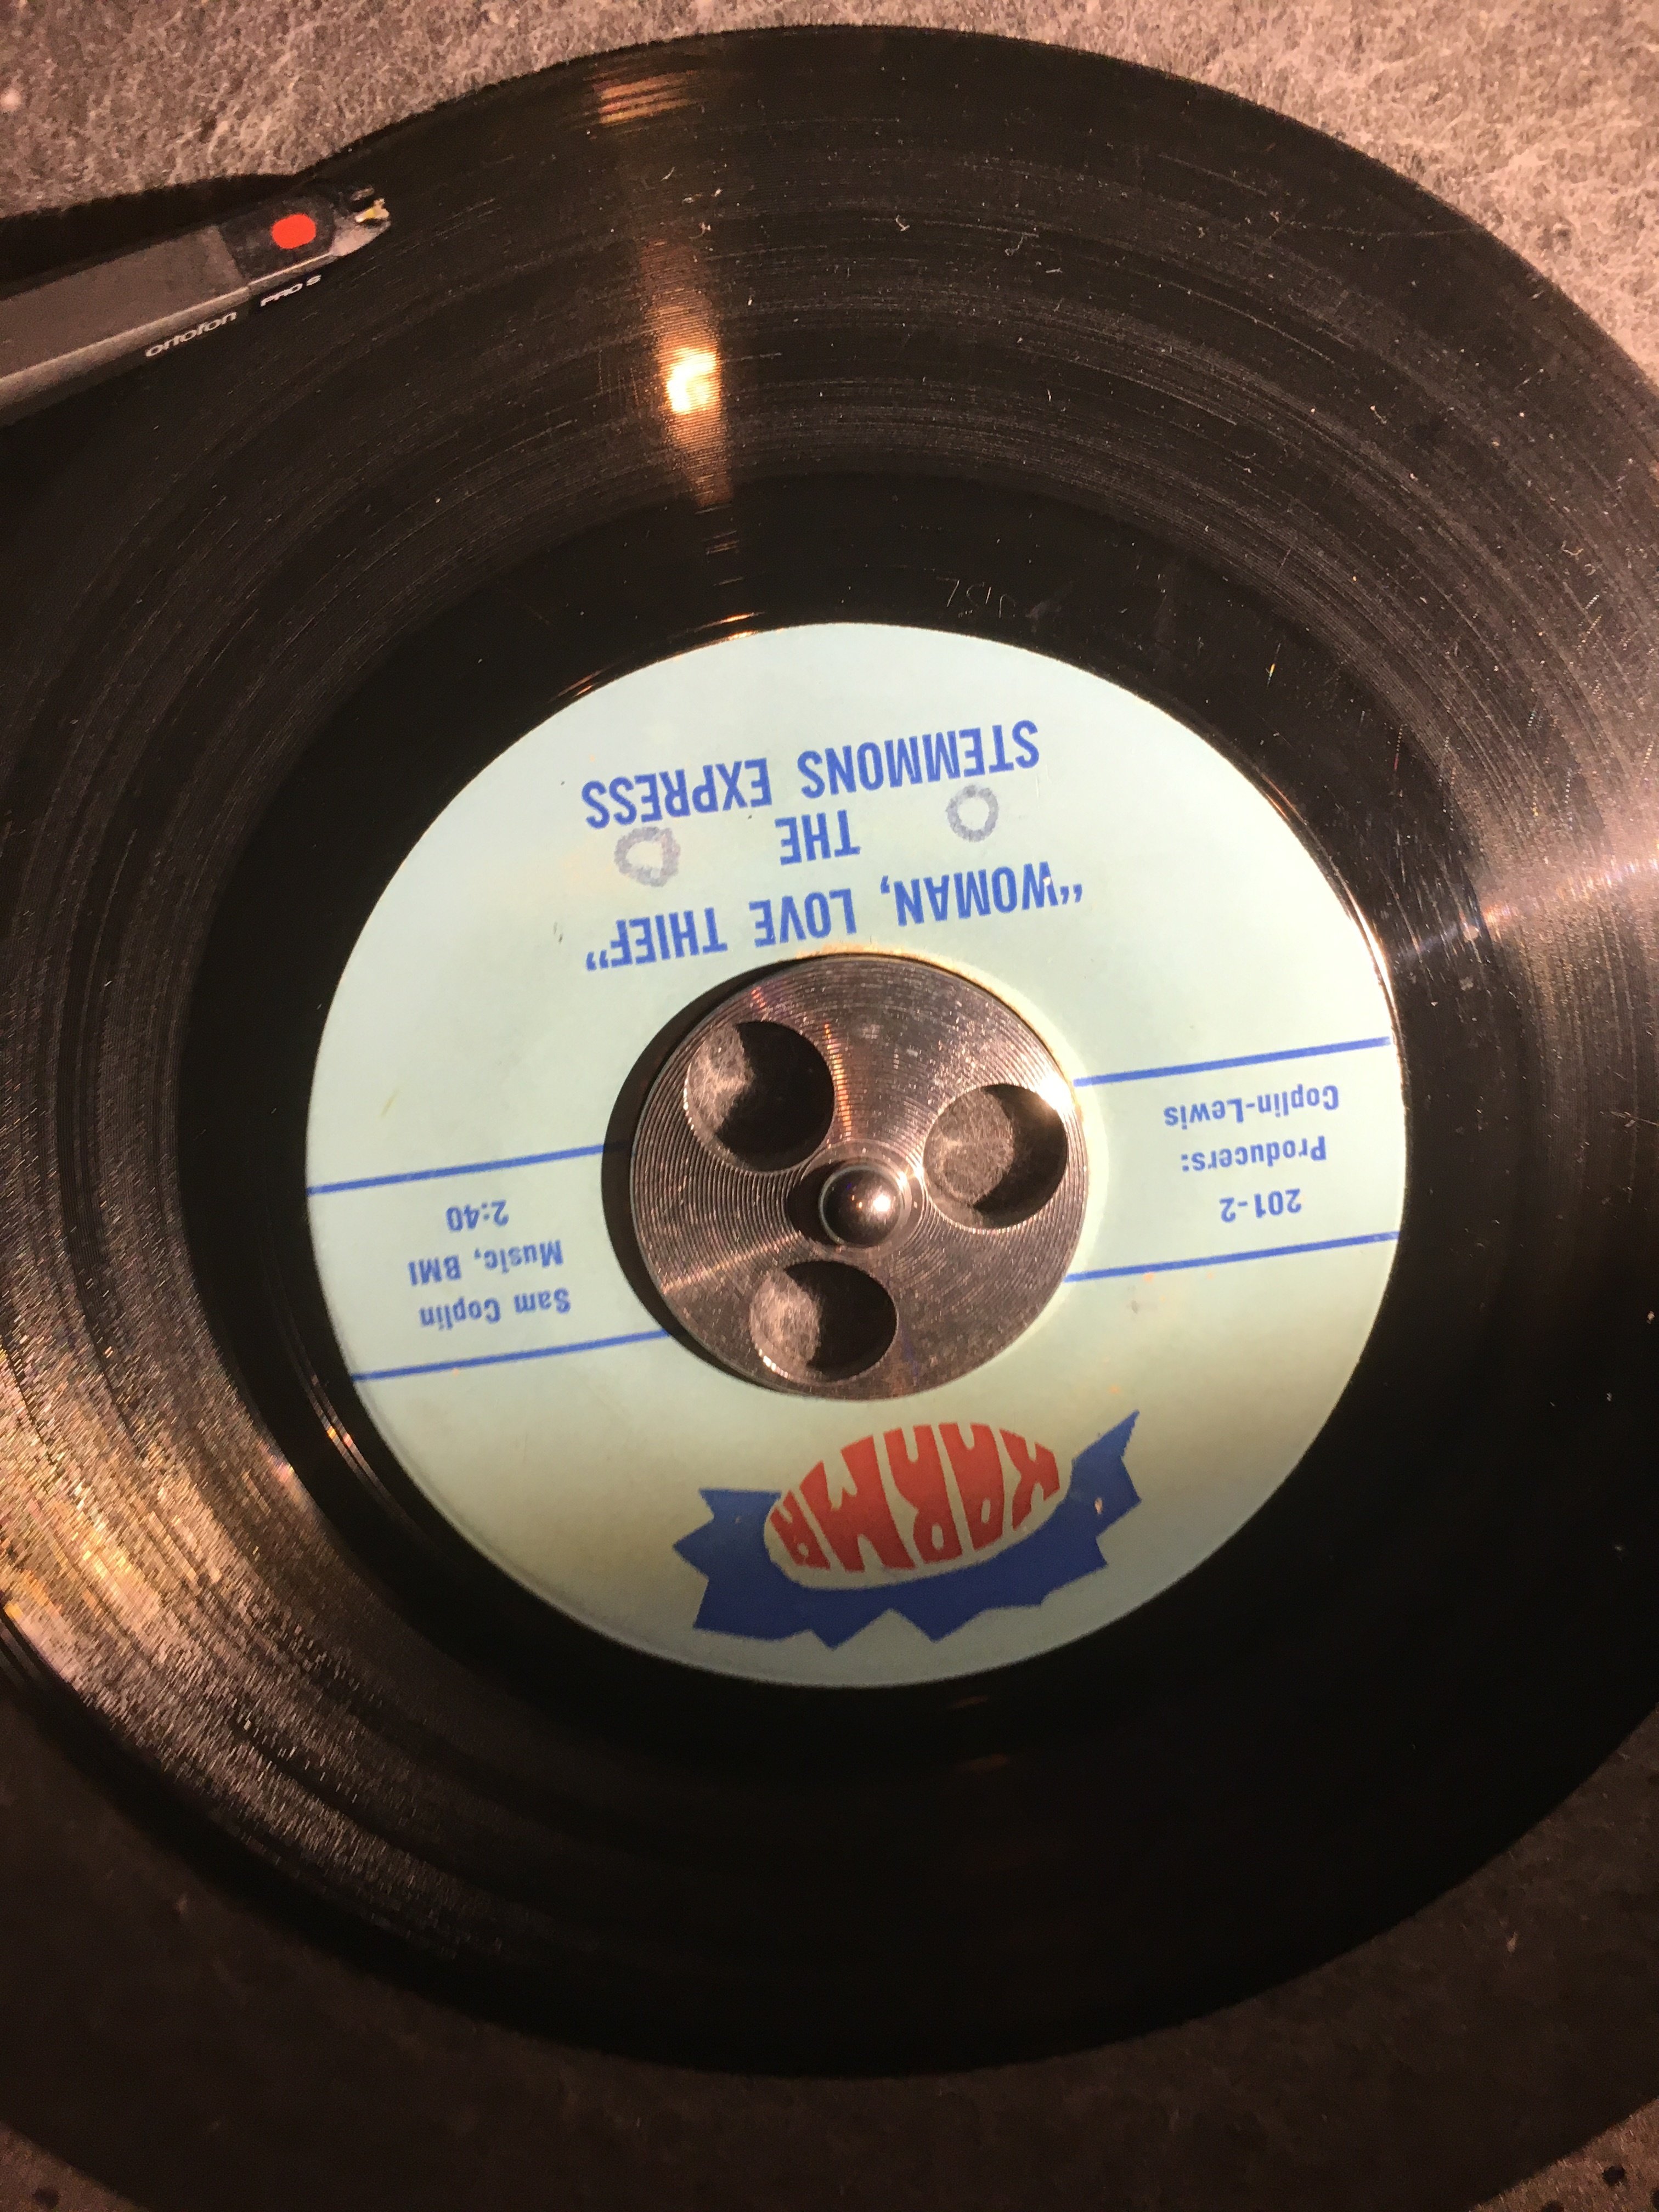 KARMA
201-2
Producers:
Coplin-Lewis
Sam Coplin
Music, BMI
2:40
"WOMAN, LOVE THIEF"
THE
STEMMONS EXPRESS
ortofon
PRO S